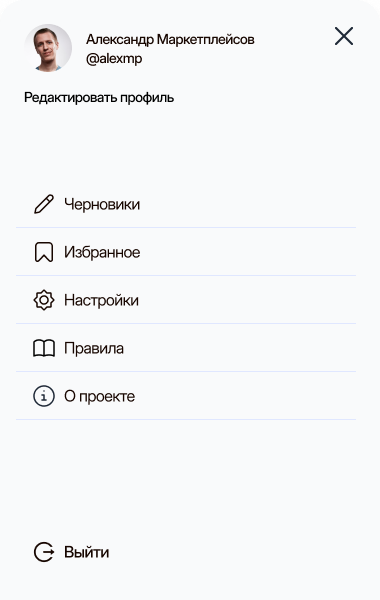 Александр Маркетплейсов
@alexmp
Редактировать профиль
Черновики
Избранное
Настройки
Правила
О проекте
Выйти